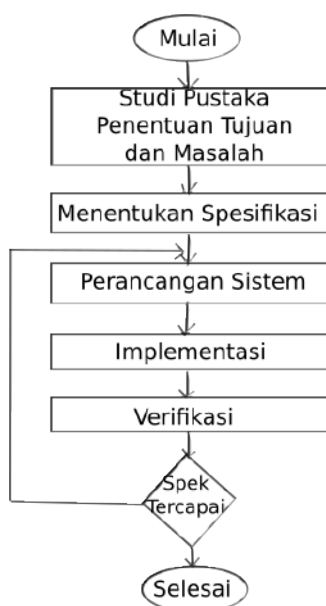 Mulai
Studi Pustaka
Penentuan Tujuan
dan Masalah
Menentukan Spesifikasi
Perancangan Sistem
Implementasi
Verifikasi
Spek
Tercapai
Selesai